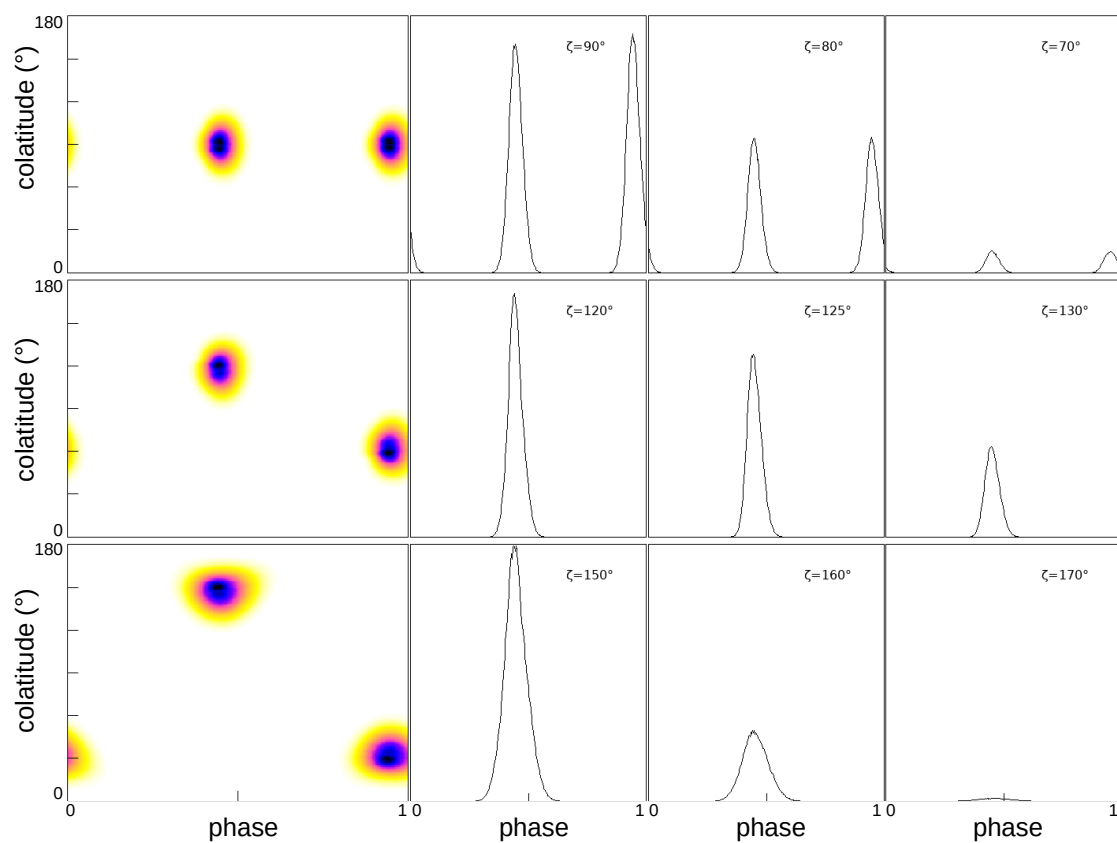 180
colatitude (°)
0
ζ=90°
ζ=80°
ζ=70°
180
colatitude (°)
0
ζ=120°
ζ=125°
ζ=130°
180
colatitude (°)
0
ζ=150°
ζ=160°
ζ=170°
0 1 0 1 0 1 0 1
phase phase phase phase